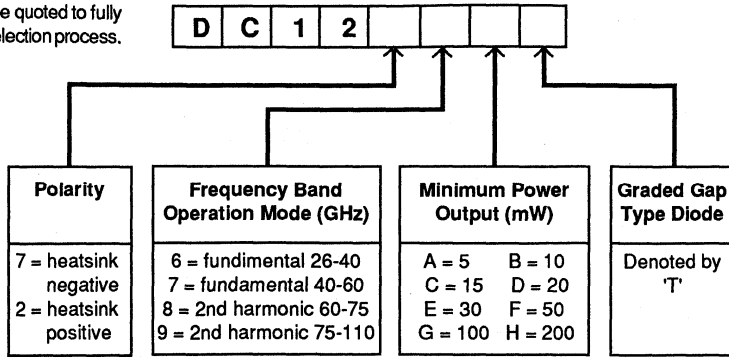 e quoted to fully
election process.
D C 1 2
Polarity
7 = heatsink
negative
2 = heatsink
positive
Frequency Band
Operation Mode (GHz)
6 = fundimental 26-40
7 = fundamental 40-60
8 = 2nd harmonic 60-75
9 = 2nd harmonic 75-110
Minimum Power
Output (mW)
A = 5 B = 10
C = 15 D = 20
E = 30 F = 50
G = 100 H = 200
Graded Gap
Type Diode
Denoted by
'T'